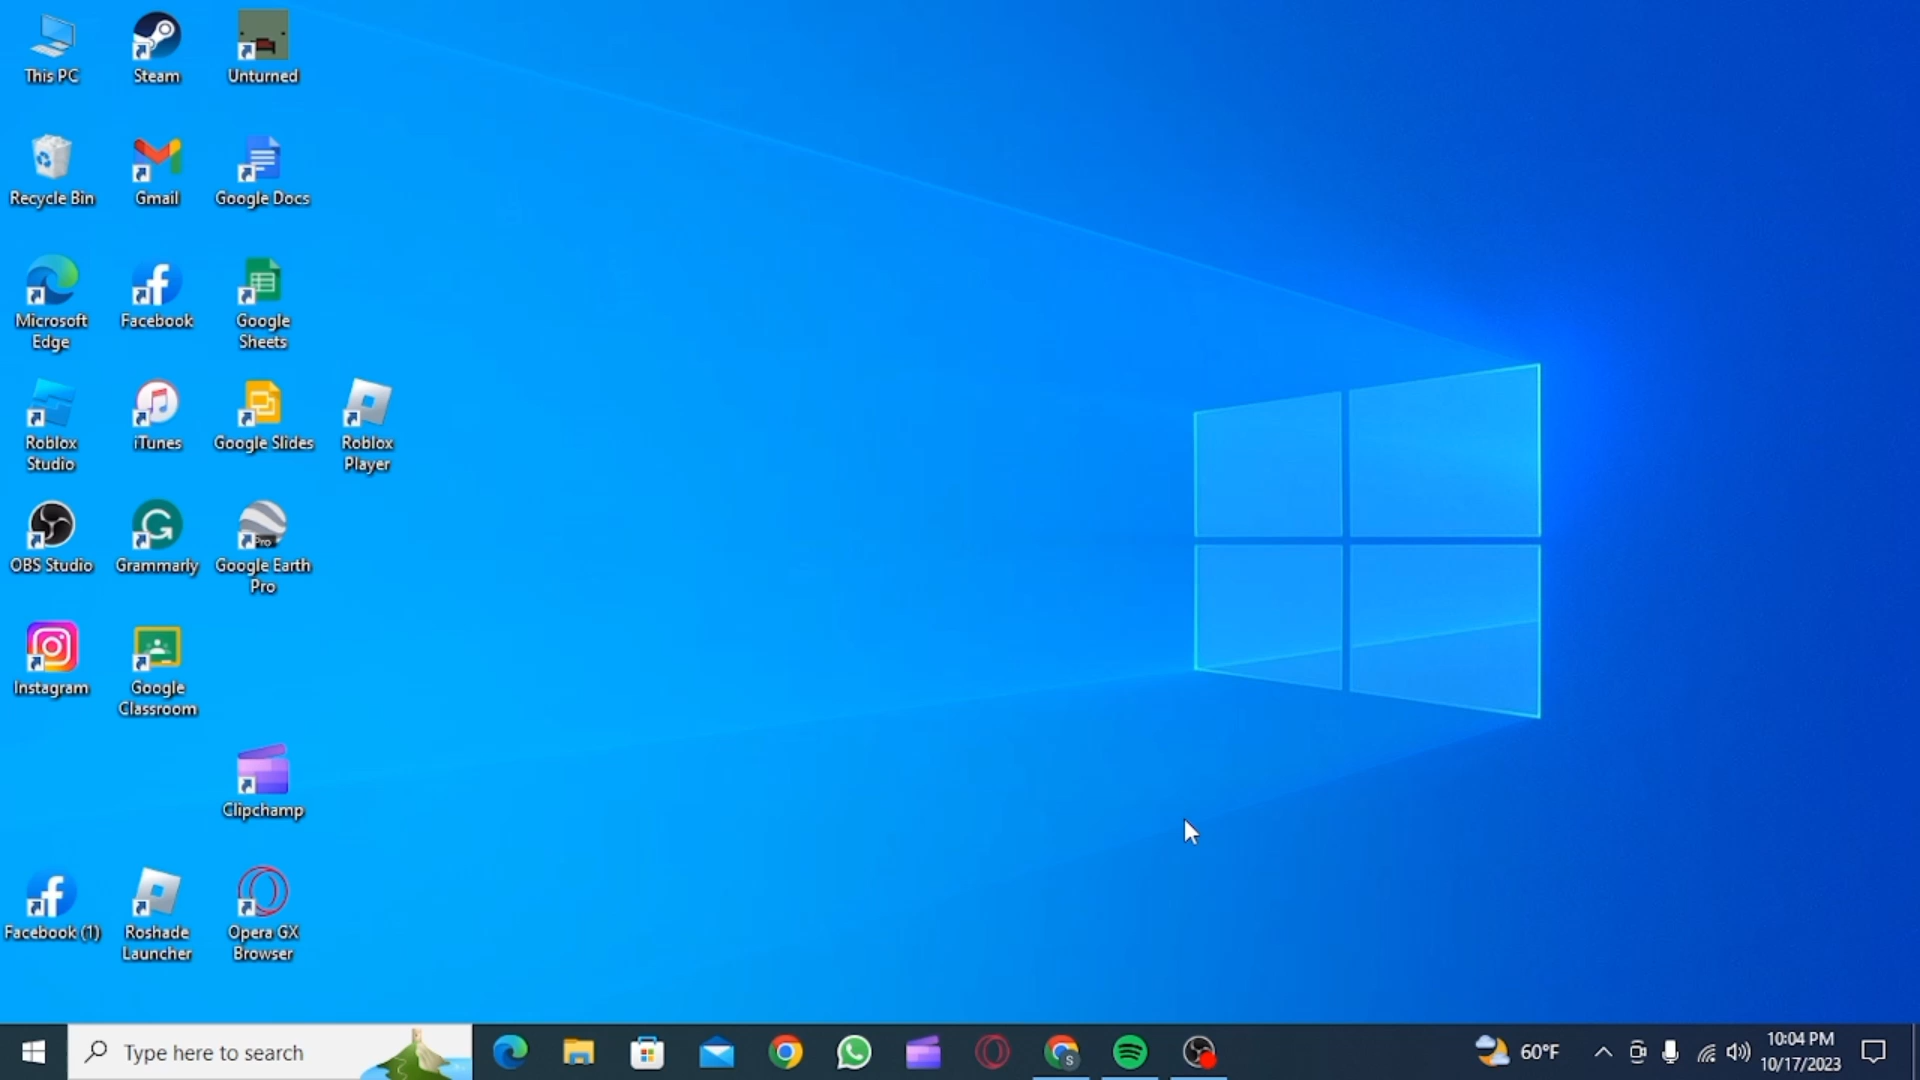 This PC
Steam
Unturned
Recycle Bin
Gmail
Google Docs
Microsoft
Edge
Facebook
Google
Sheets
Roblox
Studio
iTunes
Google Slides
Roblox
Player
OBS Studio
Grammarly
Pro
Google Earth
Pro
Instagram
Google
Classroom
Clipchamp
Facebook (1)
Roshade
Launcher
Opera GX
Browser
Type here to search
S
60°F
10:04 PM
10/17/2023